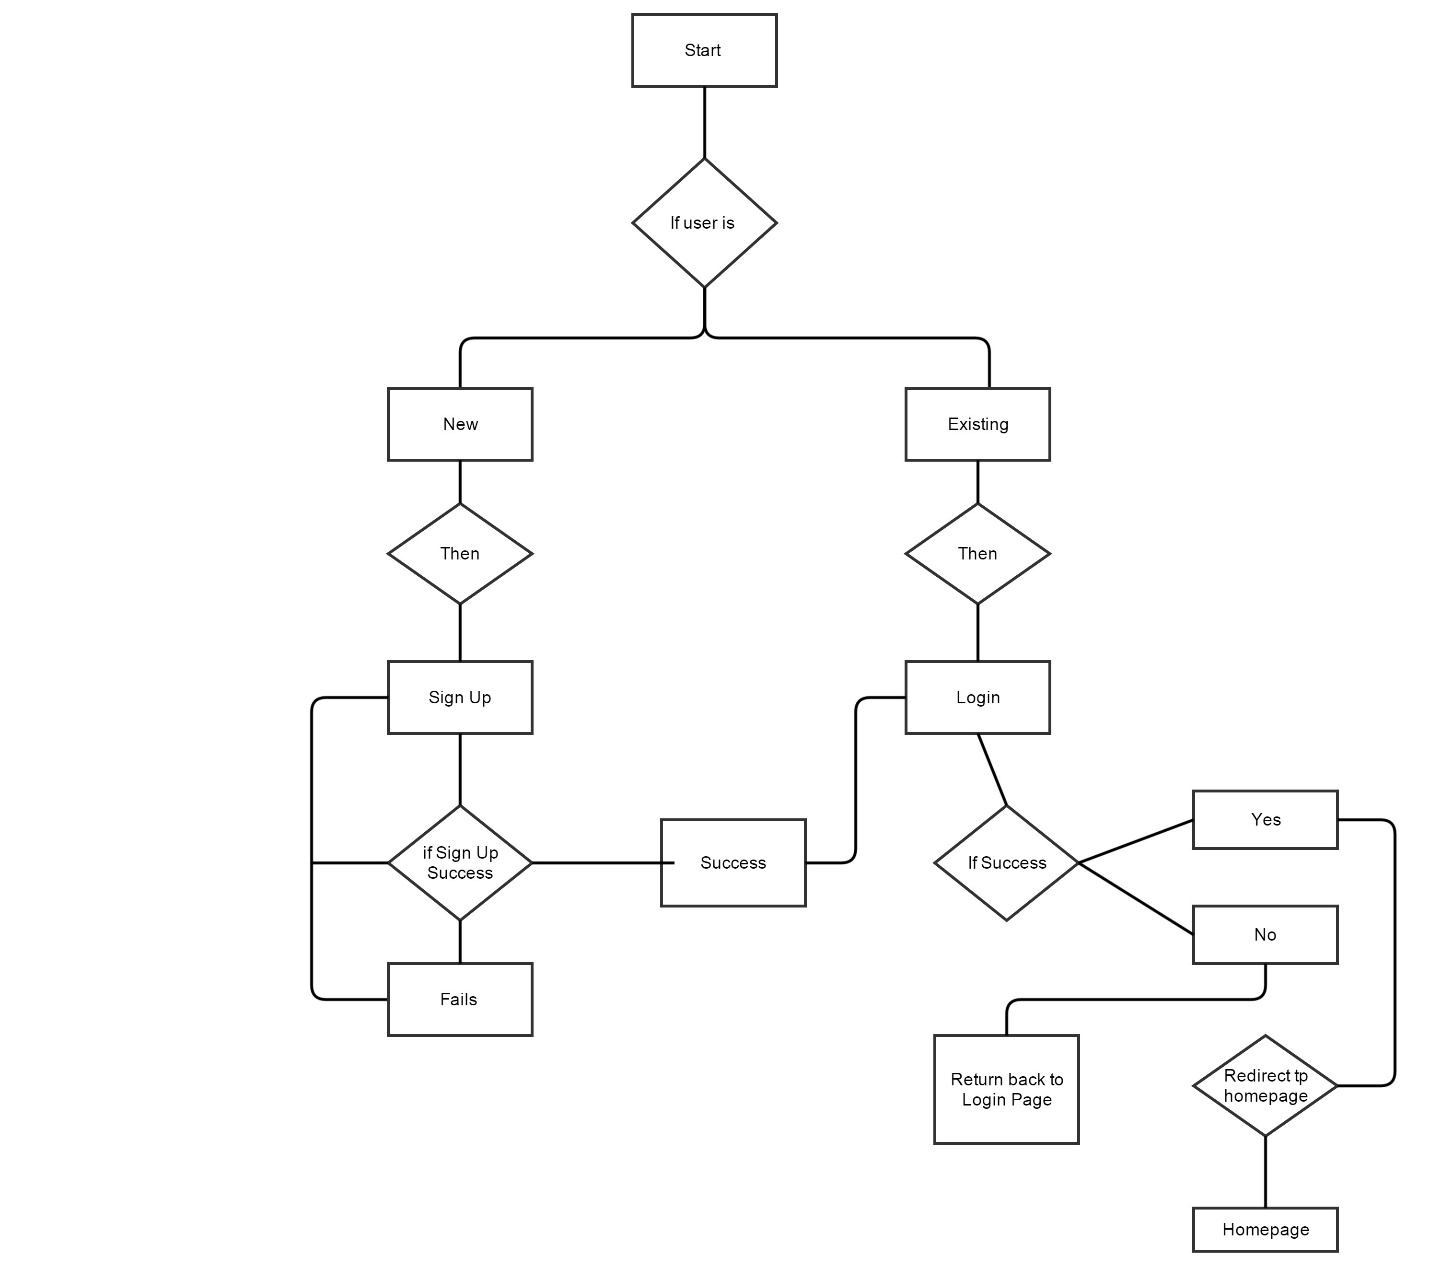 Start
If user is
New
Existing
Then
Then
Sign Up
Login
if Sign Up
Success
Success
If Success
Yes
No
Fails
Return back to
Login Page
Redirect tp
homepage
Homepage